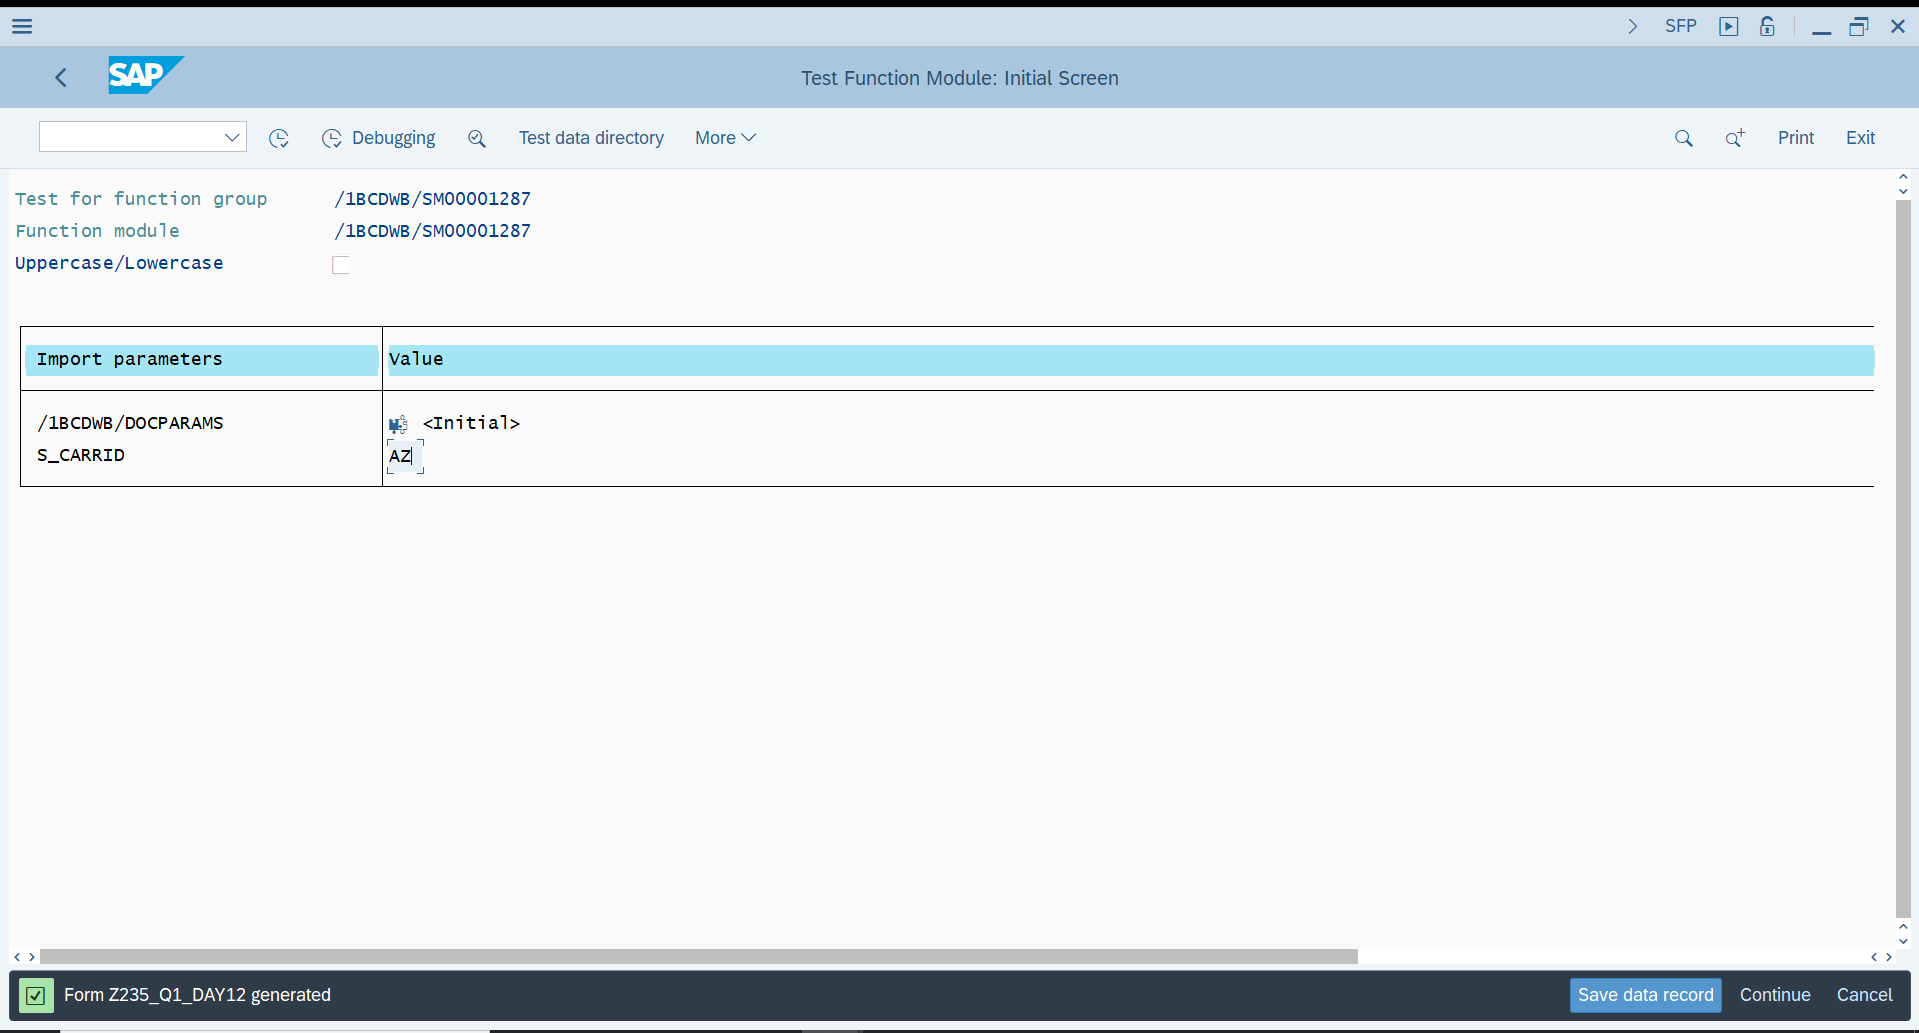 SFP
SAP
Test Function Module: Initial Screen
Debugging Test data directory More Print Exit
Test for function group /1BCDWB/SM00001287
Function module /1BCDWB/SM00001287
Uppercase/Lowercase
Import parameters Value
/1BCDWB/DOCPARAMS <Initial>
S_CARRID AZ
Form Z235_Q1_DAY12 generated Save data record Continue Cancel